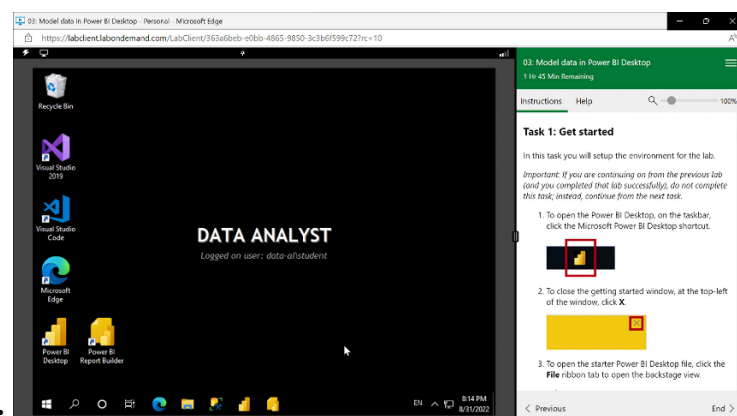 03: Model data in Power BI Desktop - Personal - Microsoft Edge
https://labclient.labondemand.com/LabClient/363a6beb-e0bb-4865-9850-3c3b6f599c72?rc=10
Recycle Bin
Visual Studio
2019
Visual Studio
Code
Microsoft
Edge
Power BI
Desktop
Power BI
Report Builder
DATA ANALYST
Logged on user: data-ai\student
EN
8:14 PM
8/31/2022
03: Model data in Power BI Desktop
1 Hr 45 Min Remaining
Instructions Help 100%
Task 1: Get started
In this task you will setup the environment for the lab.
Important: If you are continuing on from the previous lab
(and you completed that lab successfully), do not complete
this task; instead, continue from the next task.
1. To open the Power BI Desktop, on the taskbar,
click the Microsoft Power BI Desktop shortcut.
2. To close the getting started window, at the top-left
of the window, click X.
3. To open the starter Power BI Desktop file, click the
File ribbon tab to open the backstage view.
< Previous End >